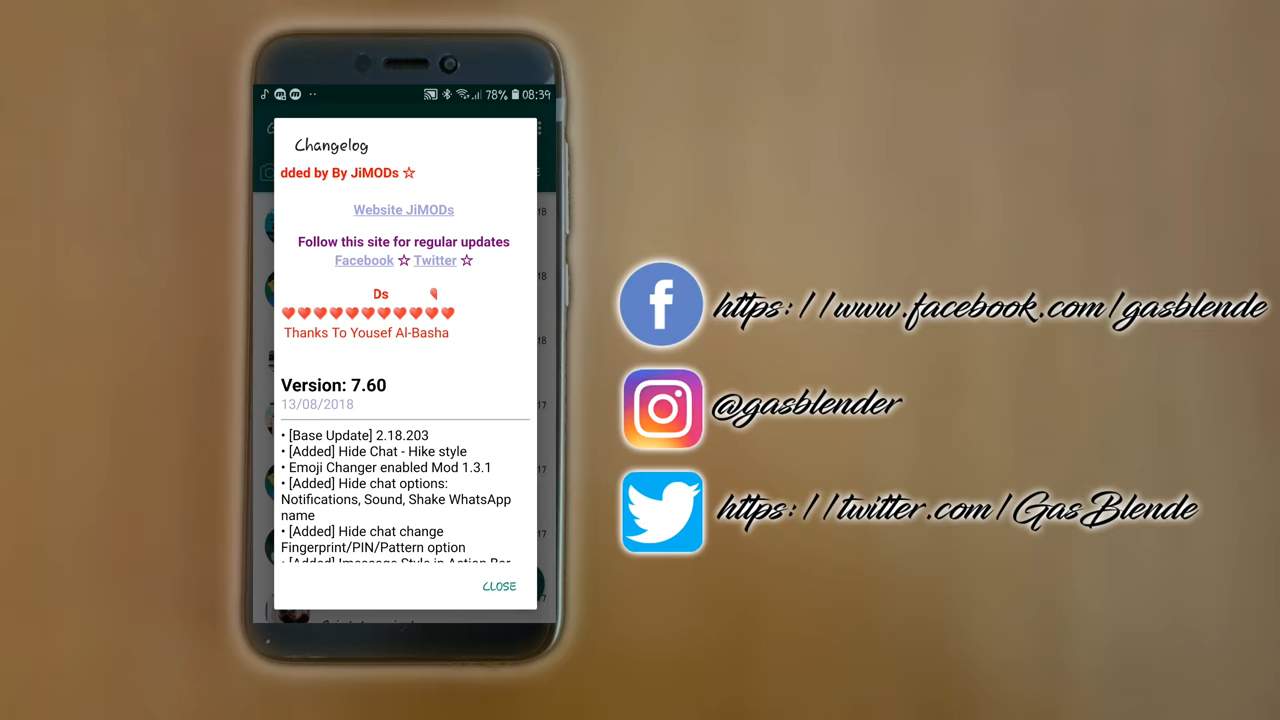 78% 08:39
Changelog
dded by By JiMODs ☆
Website JiMODs
Follow this site for regular updates
Facebook ☆ Twitter ☆
Ds
Thanks To Yousef Al-Basha
Version: 7.60
13/08/2018
• [Base Update] 2.18.203
• [Added] Hide Chat - Hike style
• Emoji Changer enabled Mod 1.3.1
• [Added] Hide chat options:
Notifications, Sound, Shake WhatsApp
name
• [Added] Hide chat change
Fingerprint/PIN/Pattern option
CLOSE
https://www.facebook.com/gasblende
@gasblender
https://twitter.com/GasBlende